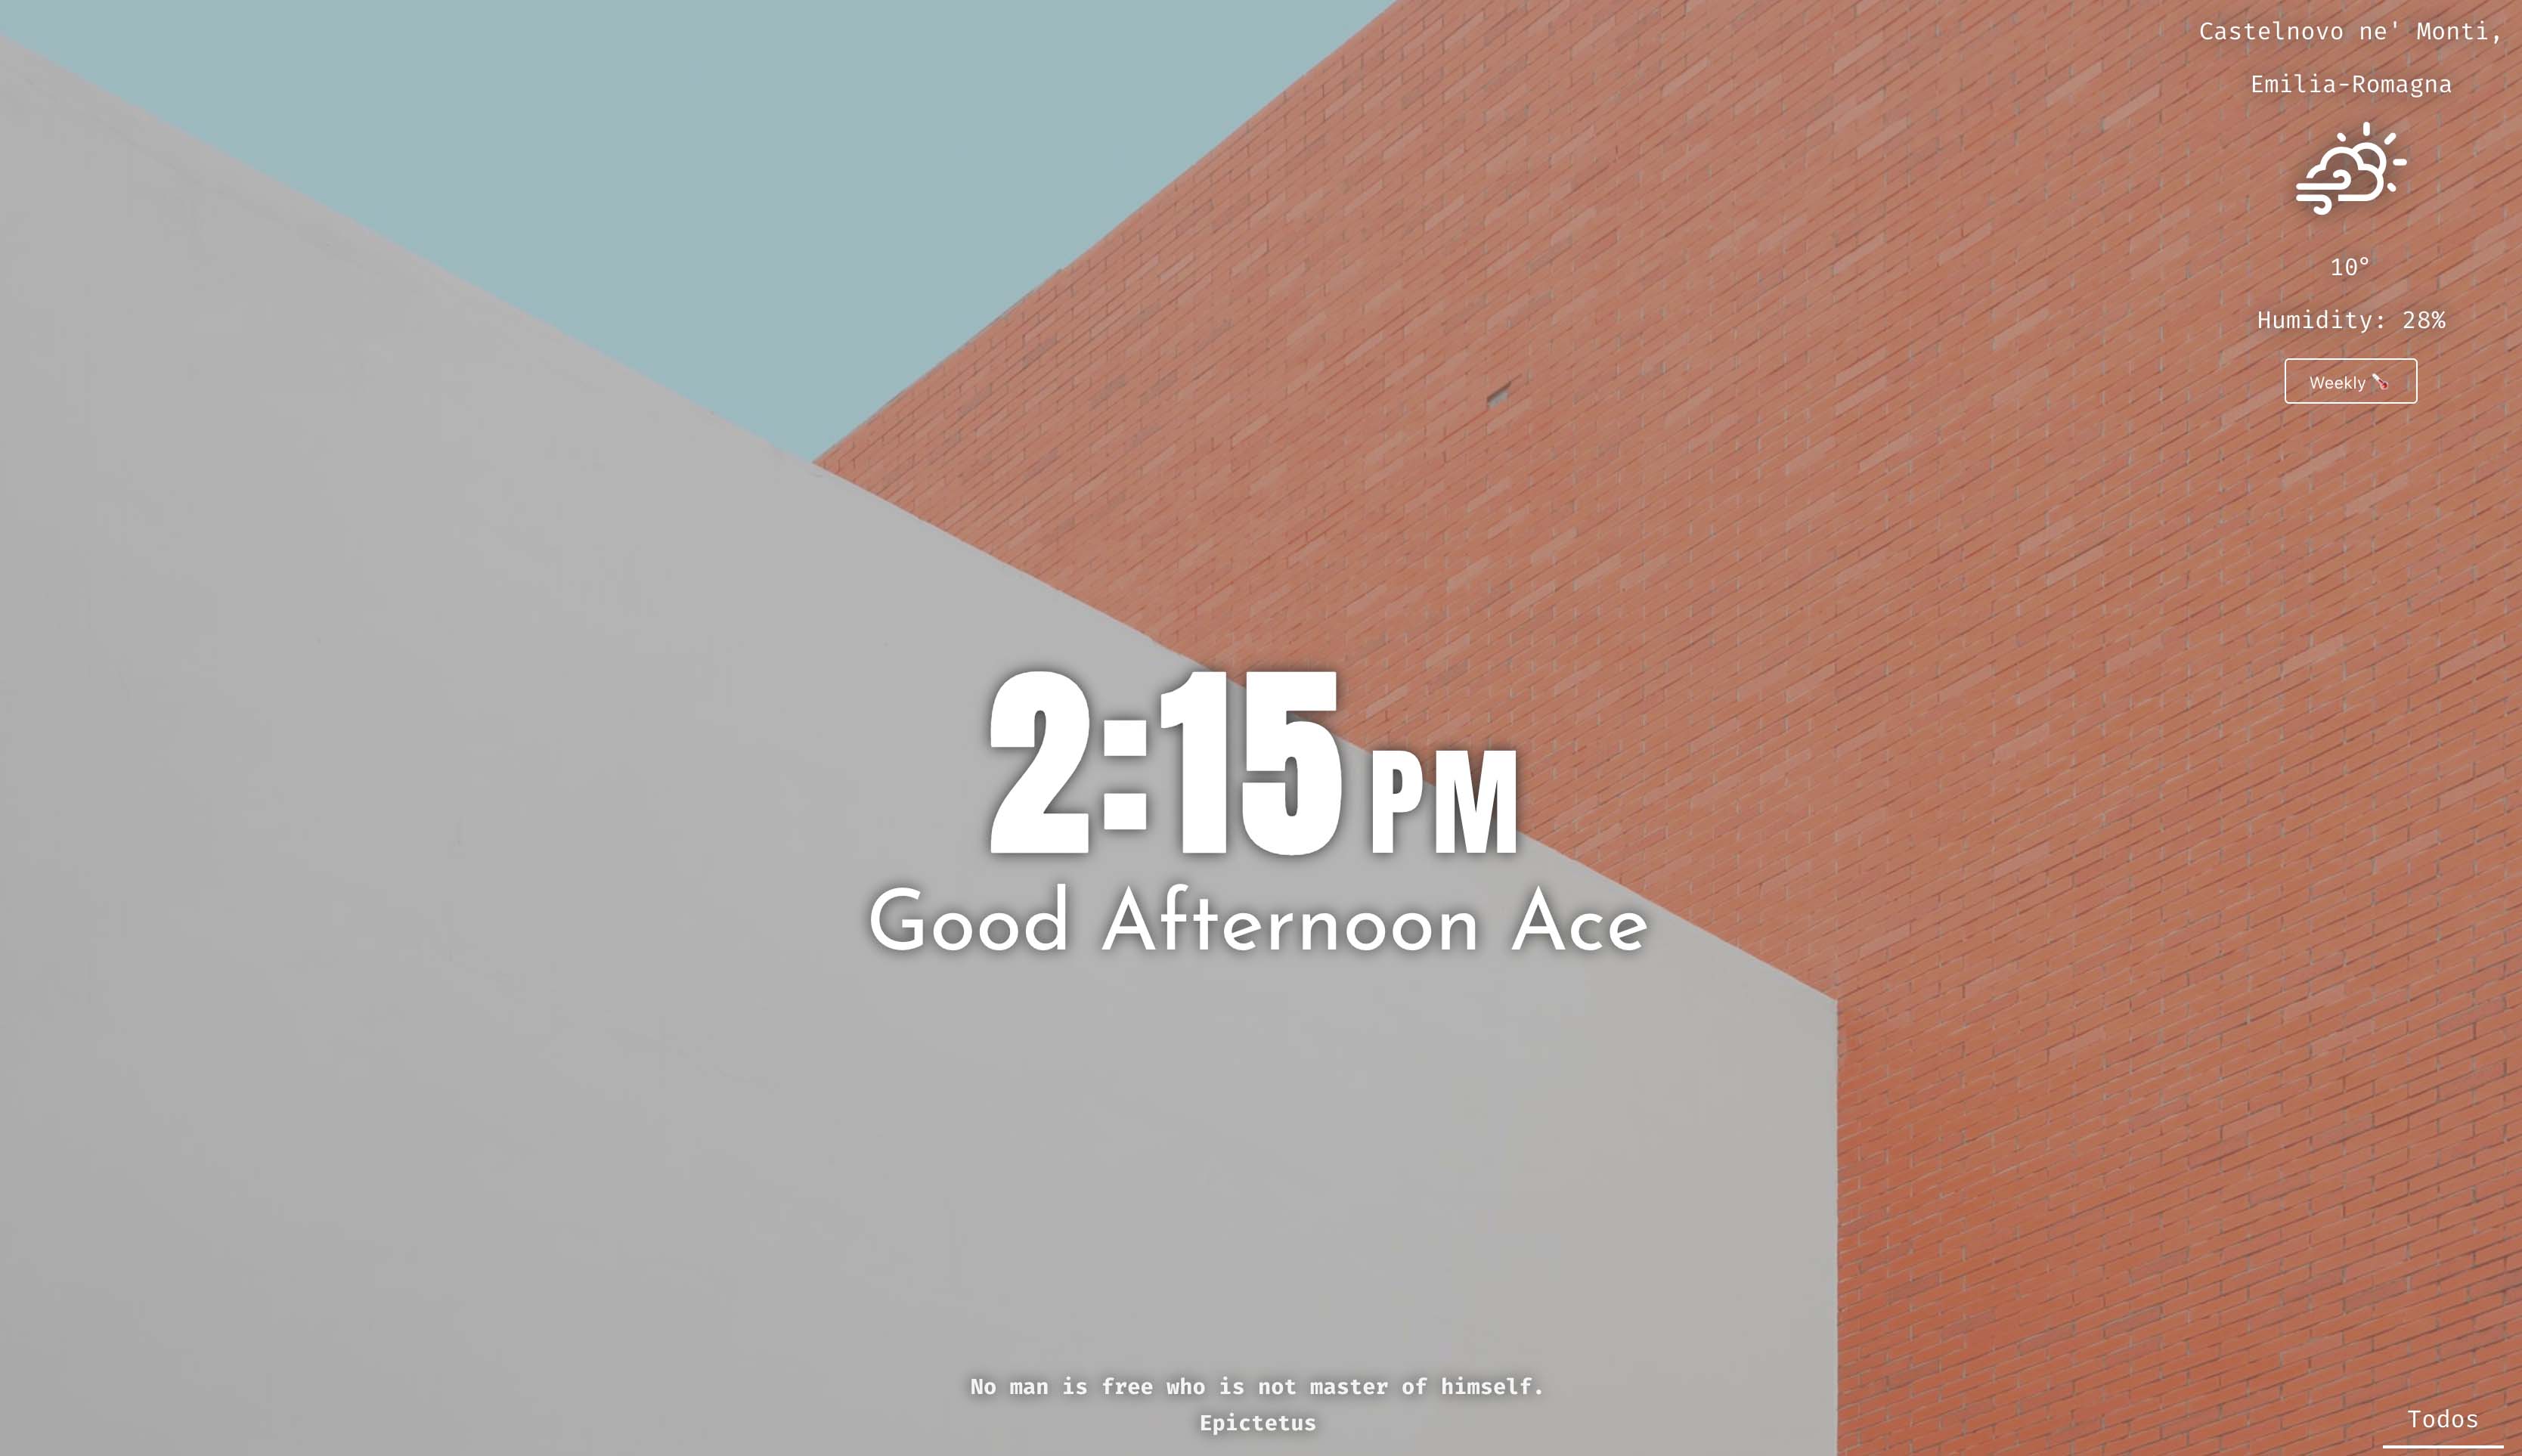 Castelnovo ne' Monti,
Emilia-Romagna
10°
Humidity: 28%
Weekly
2:15 PM
Good Afternoon Ace
No man is free who is not master of himself.
Epictetus
Todos